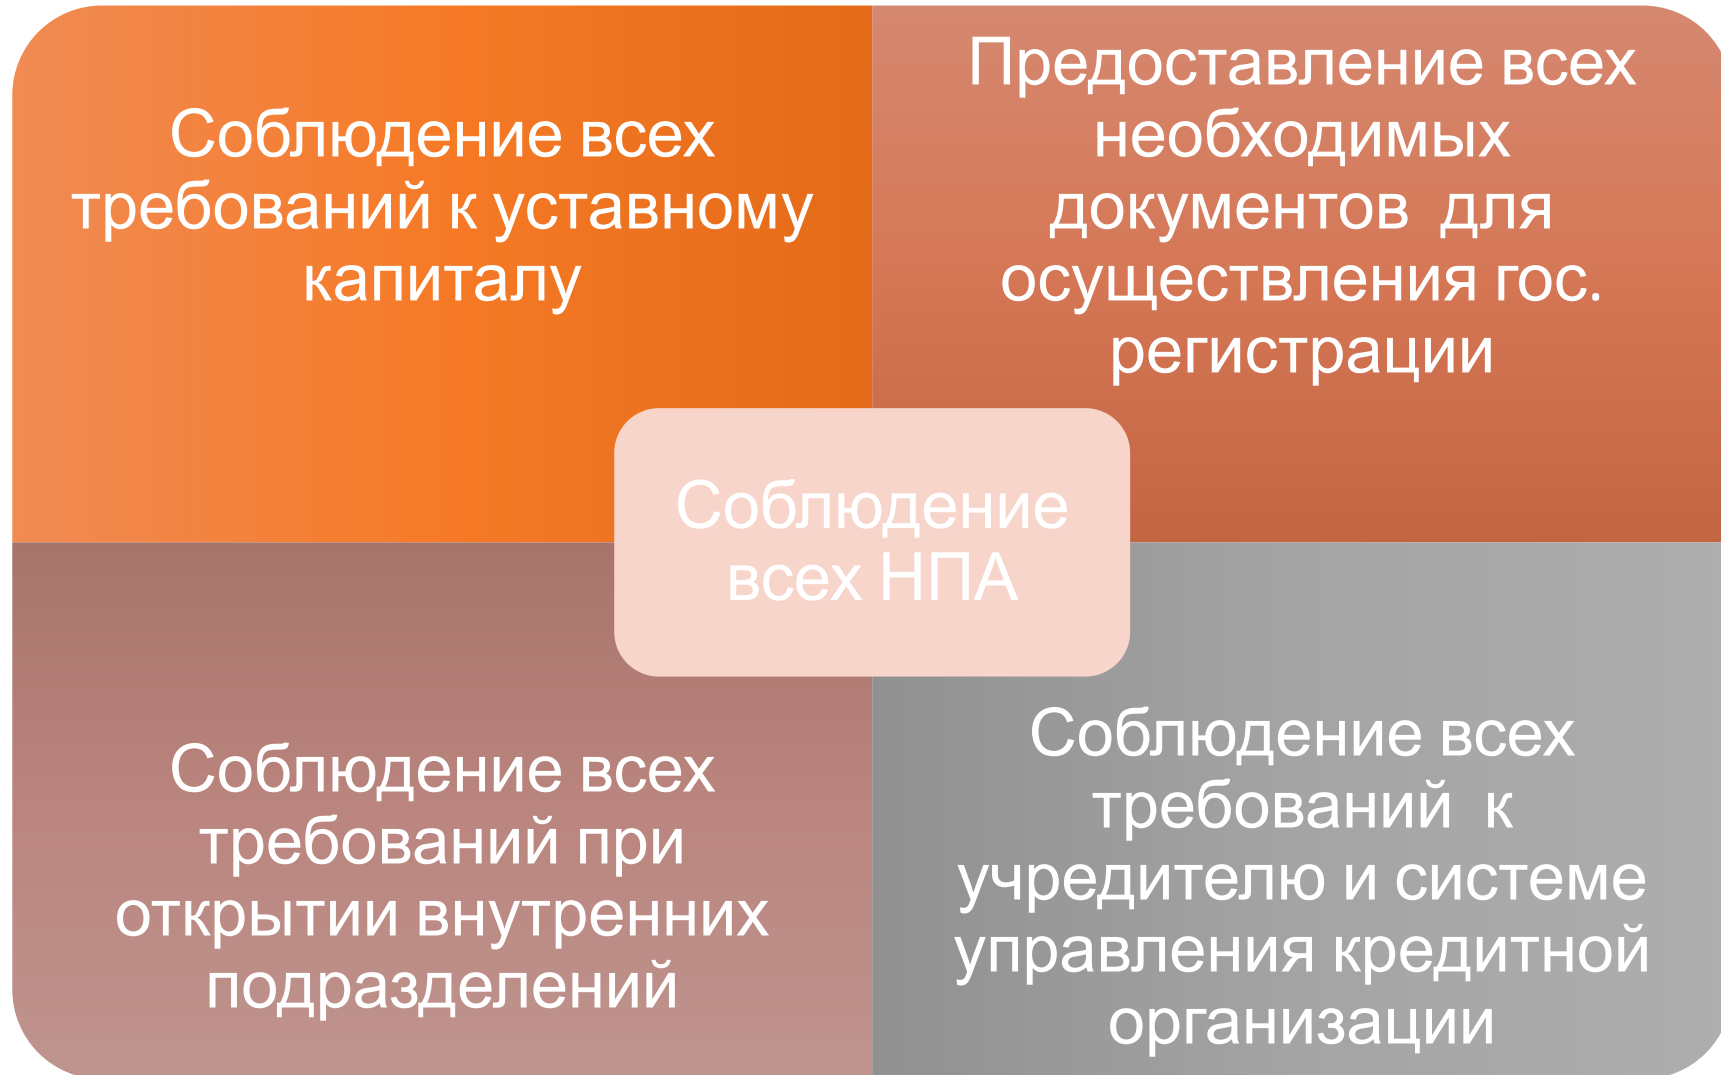 Соблюдение всех
требований к уставному
капиталу
Предоставление всех
необходимых
документов для
осуществления гос.
регистрации
Соблюдение
всех НПА
Соблюдение всех
требований при
открытии внутренних
подразделений
Соблюдение всех
требований к
учредителю и системе
управления кредитной
организации